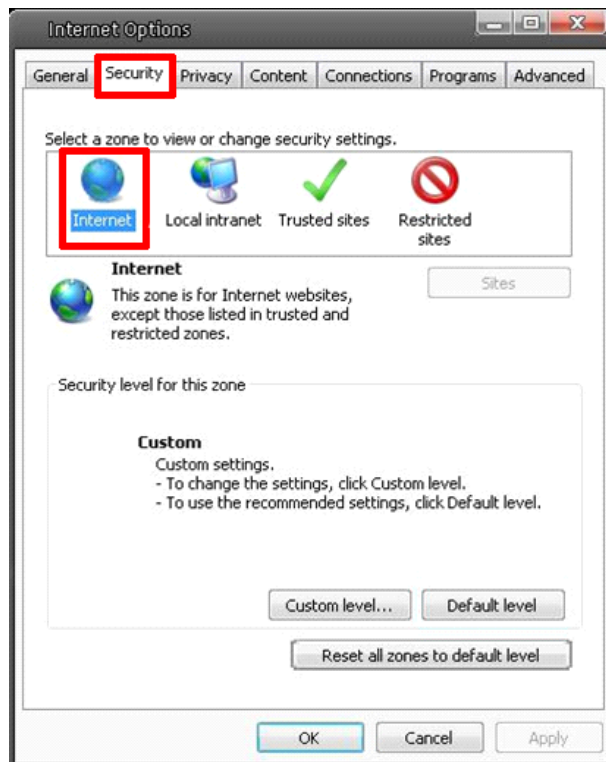 Internet Options
General Security Privacy Content Connections Programs Advanced
Select a zone to view or change security settings.
Internet Local intranet Trusted sites Restricted sites
Internet
Sites
This zone is for Internet websites,
except those listed in trusted and
restricted zones.
Security level for this zone
Custom
Custom settings.
- To change the settings, click Custom level.
- To use the recommended settings, click Default level.
Custom level... Default level
Reset all zones to default level
OK Cancel Apply